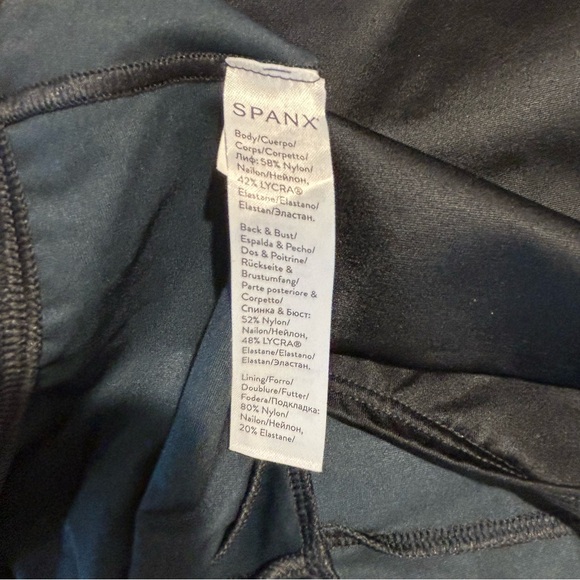 SPANX®
Body/Cuerpo/
Corps/Corpetto/
Лиф: 58% Nylon/
Nailon/Нейлон,
42% LYCRA®
Elastane/Elastano/
Elastan/Эластан.
Back & Bust/
Espalda & Pecho/
Dos & Poitrine/
Rückseite &
Brustumfang/
Parte posteriore &
Corpetto/
Спинка & Бюст:
52% Nylon/
Nailon/Нейлон,
48% LYCRA®
Elastane/Elastano/
Elastan/Эластан.
Lining/Forro/
Doublure/Futter/
Fodera/Подкладка:
80% Nylon/
Nailon/Нейлон,
20% Elastane/